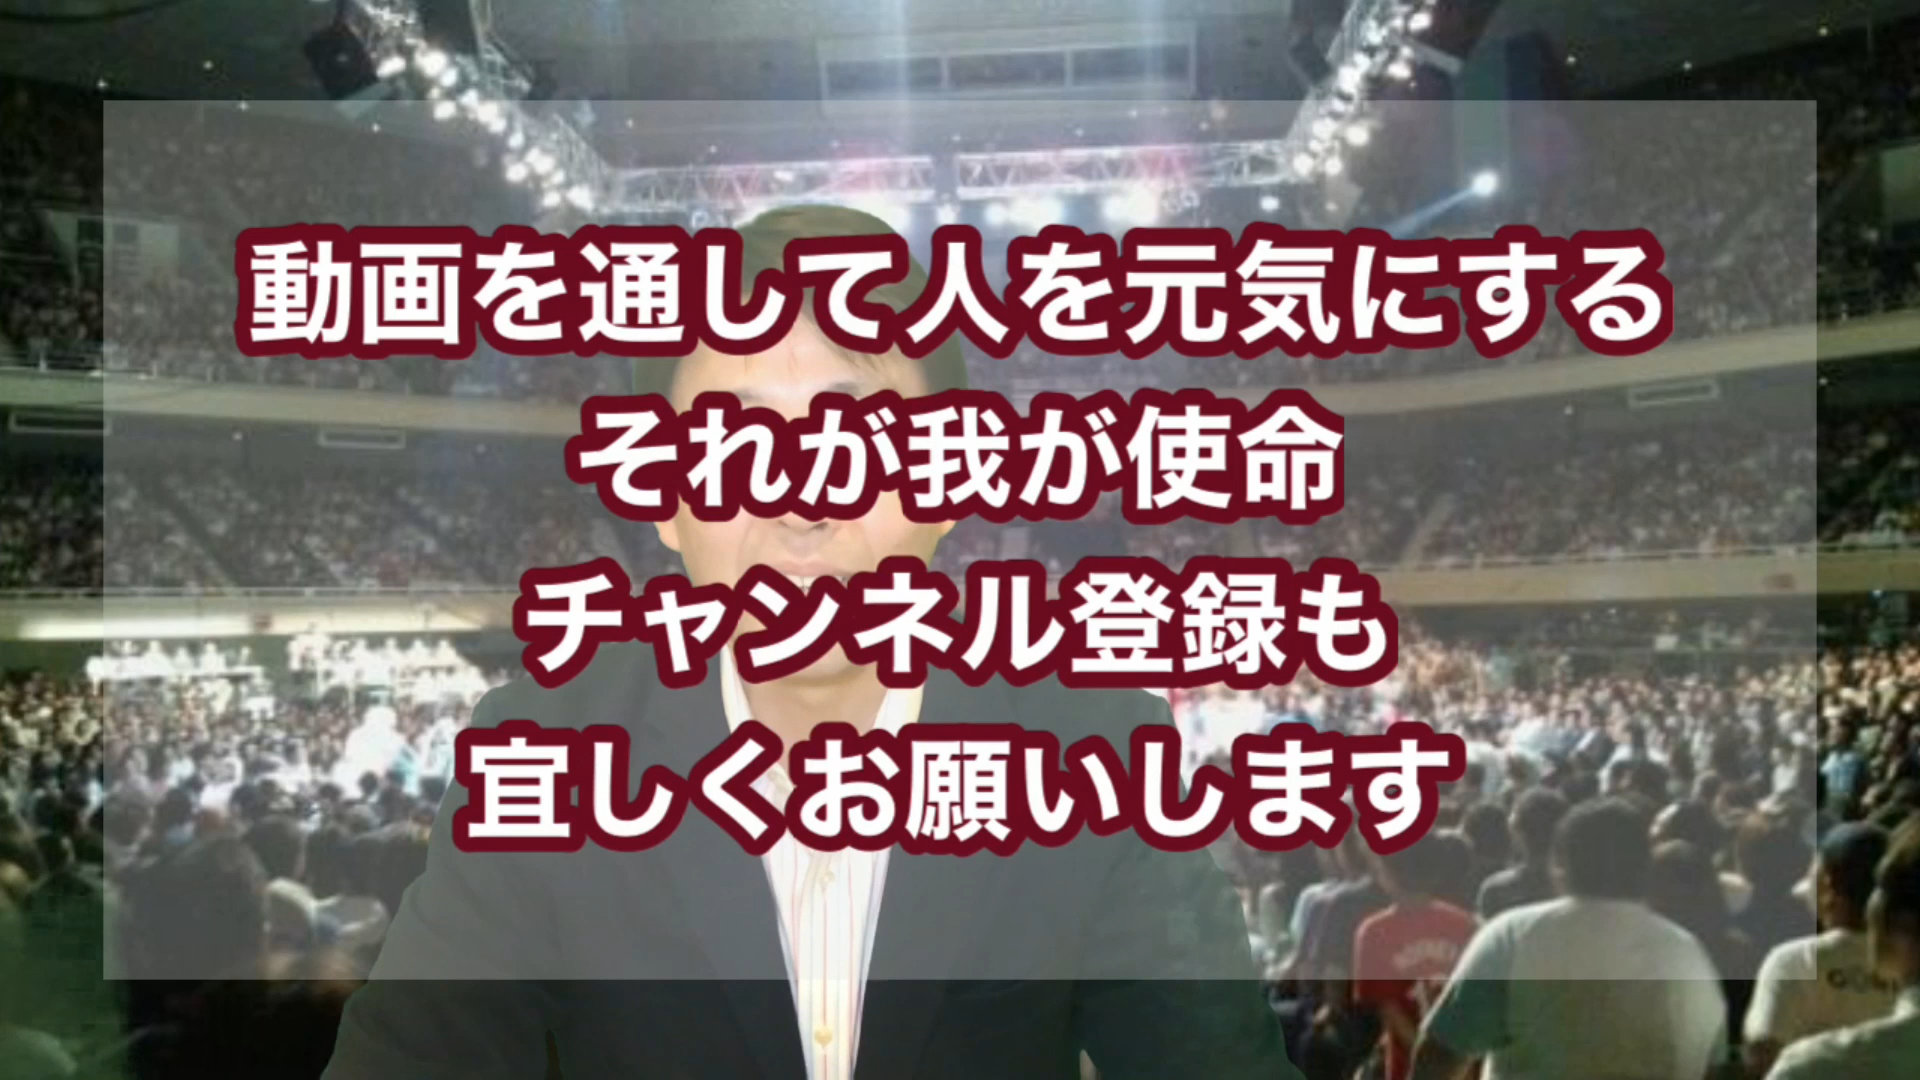 動画を通して人を元気にする
それが我が使命
チャンネル登録も
宜しくお願いします